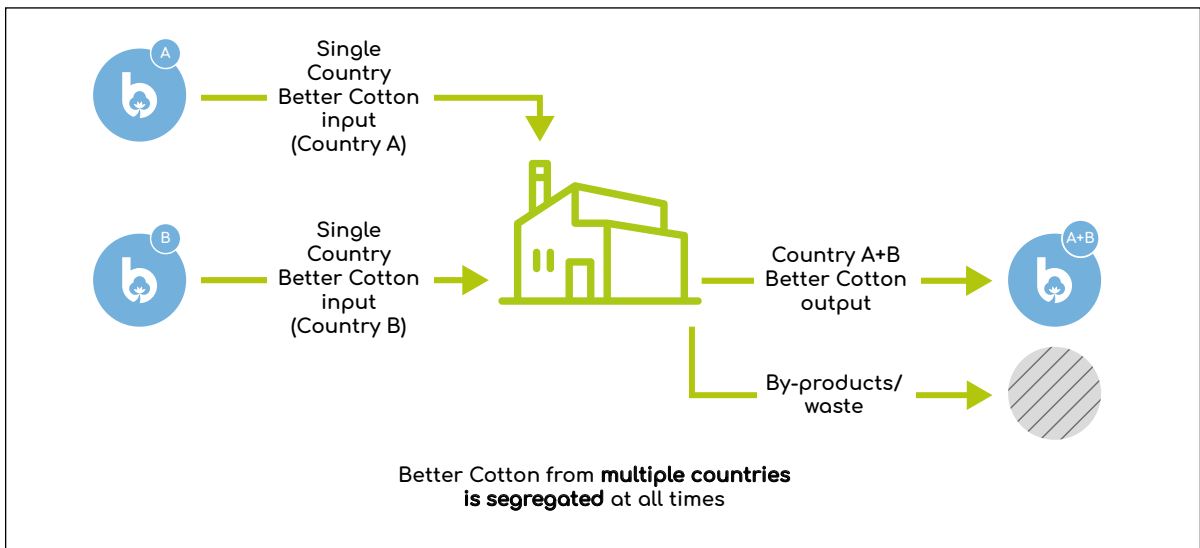 A
Single
Country
Better Cotton
input
(Country A)
B
Single
Country
Better Cotton
input
(Country B)
Country A+B
Better Cotton
output
A+B
b
b
b
By-products/
waste
Better Cotton from multiple countries
is segregated at all times